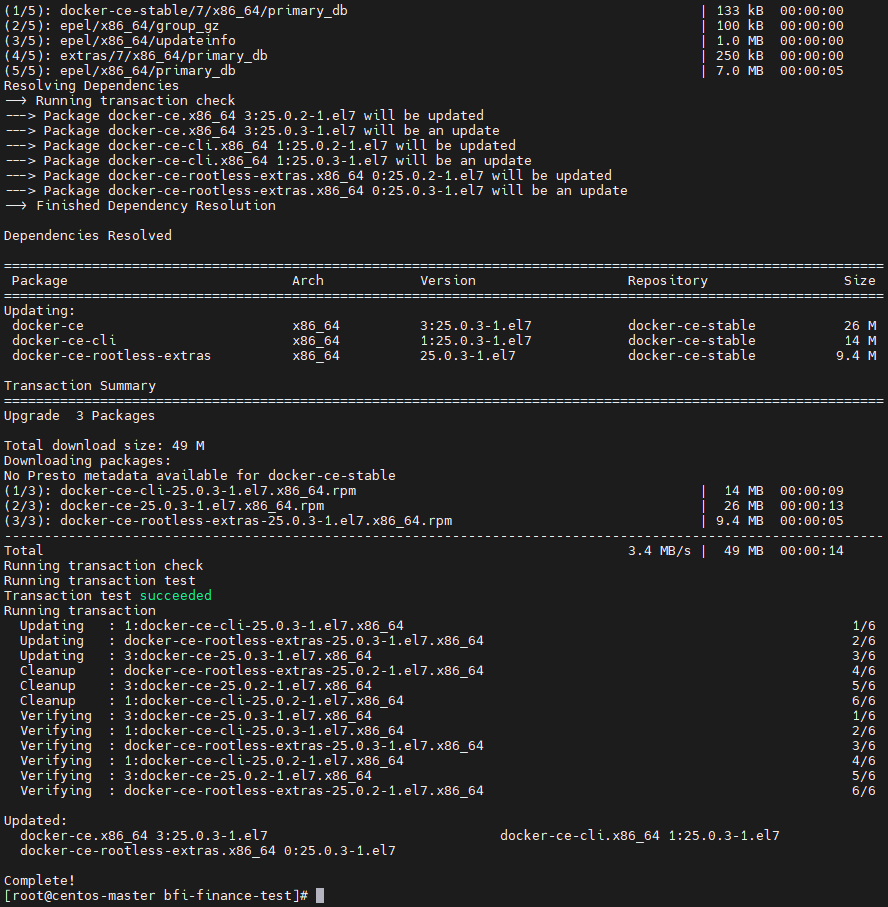 (1/5): docker-ce-stable/7/x86_64/primary_db | 133 kB 00:00:00
(2/5): epel/x86_64/group_gz | 100 kB 00:00:00
(3/5): epel/x86_64/updateinfo | 1.0 MB 00:00:00
(4/5): extras/7/x86_64/primary_db | 250 kB 00:00:00
(5/5): epel/x86_64/primary_db | 7.0 MB 00:00:05
Resolving Dependencies
--> Running transaction check
---> Package docker-ce.x86_64 3:25.0.2-1.el7 will be updated
---> Package docker-ce.x86_64 3:25.0.3-1.el7 will be an update
---> Package docker-ce-cli.x86_64 1:25.0.2-1.el7 will be updated
---> Package docker-ce-cli.x86_64 1:25.0.3-1.el7 will be an update
---> Package docker-ce-rootless-extras.x86_64 0:25.0.2-1.el7 will be updated
---> Package docker-ce-rootless-extras.x86_64 0:25.0.3-1.el7 will be an update
--> Finished Dependency Resolution
Dependencies Resolved
Package Arch Version Repository Size
Updating:
docker-ce x86_64 3:25.0.3-1.el7 docker-ce-stable 26 M
docker-ce-cli x86_64 1:25.0.3-1.el7 docker-ce-stable 14 M
docker-ce-rootless-extras x86_64 25.0.3-1.el7 docker-ce-stable 9.4 M
Transaction Summary
Upgrade 3 Packages
Total download size: 49 M
Downloading packages:
No Presto metadata available for docker-ce-stable
(1/3): docker-ce-cli-25.0.3-1.el7.x86_64.rpm | 14 MB 00:00:09
(2/3): docker-ce-25.0.3-1.el7.x86_64.rpm | 26 MB 00:00:13
(3/3): docker-ce-rootless-extras-25.0.3-1.el7.x86_64.rpm | 9.4 MB 00:00:05
Total 3.4 MB/s | 49 MB 00:00:14
Running transaction check
Running transaction test
Transaction test succeeded
Running transaction
Updating : 1:docker-ce-cli-25.0.3-1.el7.x86_64 1/6
Updating : docker-ce-rootless-extras-25.0.3-1.el7.x86_64 2/6
Updating : 3:docker-ce-25.0.3-1.el7.x86_64 3/6
Cleanup : docker-ce-rootless-extras-25.0.2-1.el7.x86_64 4/6
Cleanup : 3:docker-ce-25.0.2-1.el7.x86_64 5/6
Cleanup : 1:docker-ce-cli-25.0.2-1.el7.x86_64 6/6
Verifying : 3:docker-ce-25.0.3-1.el7.x86_64 1/6
Verifying : 1:docker-ce-cli-25.0.3-1.el7.x86_64 2/6
Verifying : docker-ce-rootless-extras-25.0.3-1.el7.x86_64 3/6
Verifying : 1:docker-ce-cli-25.0.2-1.el7.x86_64 4/6
Verifying : 3:docker-ce-25.0.2-1.el7.x86_64 5/6
Verifying : docker-ce-rootless-extras-25.0.2-1.el7.x86_64 6/6
Updated:
docker-ce.x86_64 3:25.0.3-1.el7 docker-ce-cli.x86_64 1:25.0.3-1.el7
docker-ce-rootless-extras.x86_64 0:25.0.3-1.el7
Complete!
[root@centos-master bfi-finance-test]#